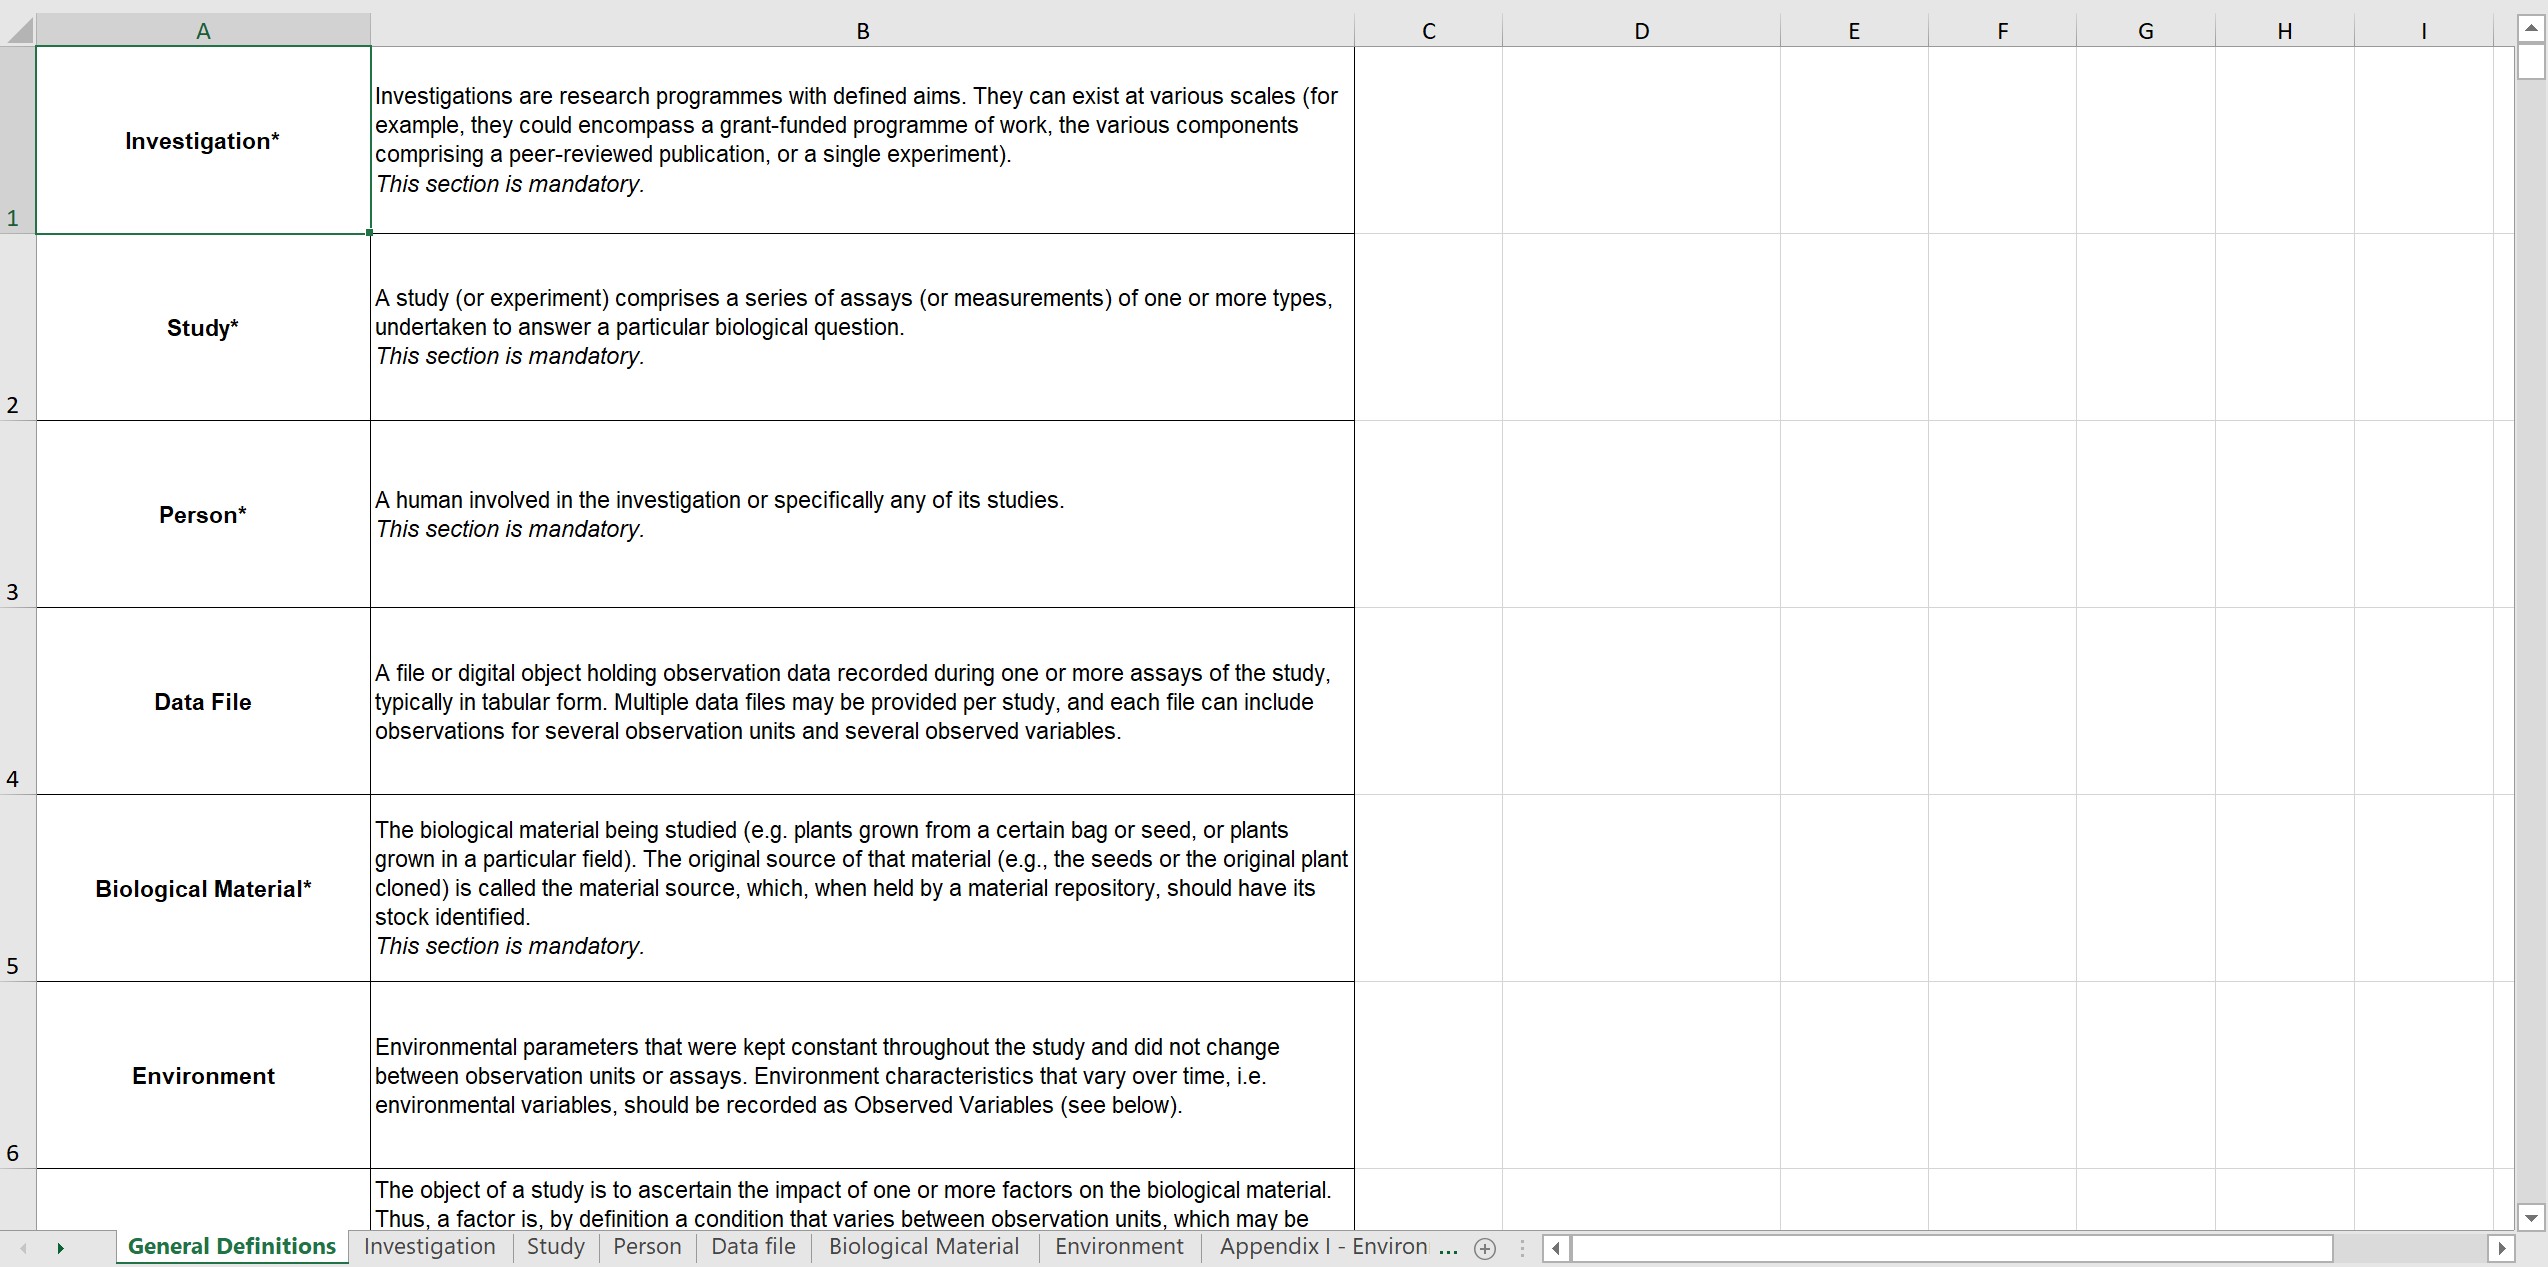 A B C D E F G H I
1
Investigation*
Investigations are research programmes with defined aims. They can exist at various scales (for
example, they could encompass a grant-funded programme of work, the various components
comprising a peer-reviewed publication, or a single experiment).
This section is mandatory.
2
Study*
A study (or experiment) comprises a series of assays (or measurements) of one or more types,
undertaken to answer a particular biological question.
This section is mandatory.
3
Person*
A human involved in the investigation or specifically any of its studies.
This section is mandatory.
4
Data File
A file or digital object holding observation data recorded during one or more assays of the study,
typically in tabular form. Multiple data files may be provided per study, and each file can include
observations for several observation units and several observed variables.
5
Biological Material*
The biological material being studied (e.g. plants grown from a certain bag or seed, or plants
grown in a particular field). The original source of that material (e.g., the seeds or the original plant
cloned) is called the material source, which, when held by a material repository, should have its
stock identified.
This section is mandatory.
6
Environment
Environmental parameters that were kept constant throughout the study and did not change
between observation units or assays. Environment characteristics that vary over time, i.e.
environmental variables, should be recorded as Observed Variables (see below).
The object of a study is to ascertain the impact of one or more factors on the biological material.
Thus, a factor is, by definition a condition that varies between observation units, which may be
General Definitions Investigation Study Person Data file Biological Material Environment Appendix I - Environ ...